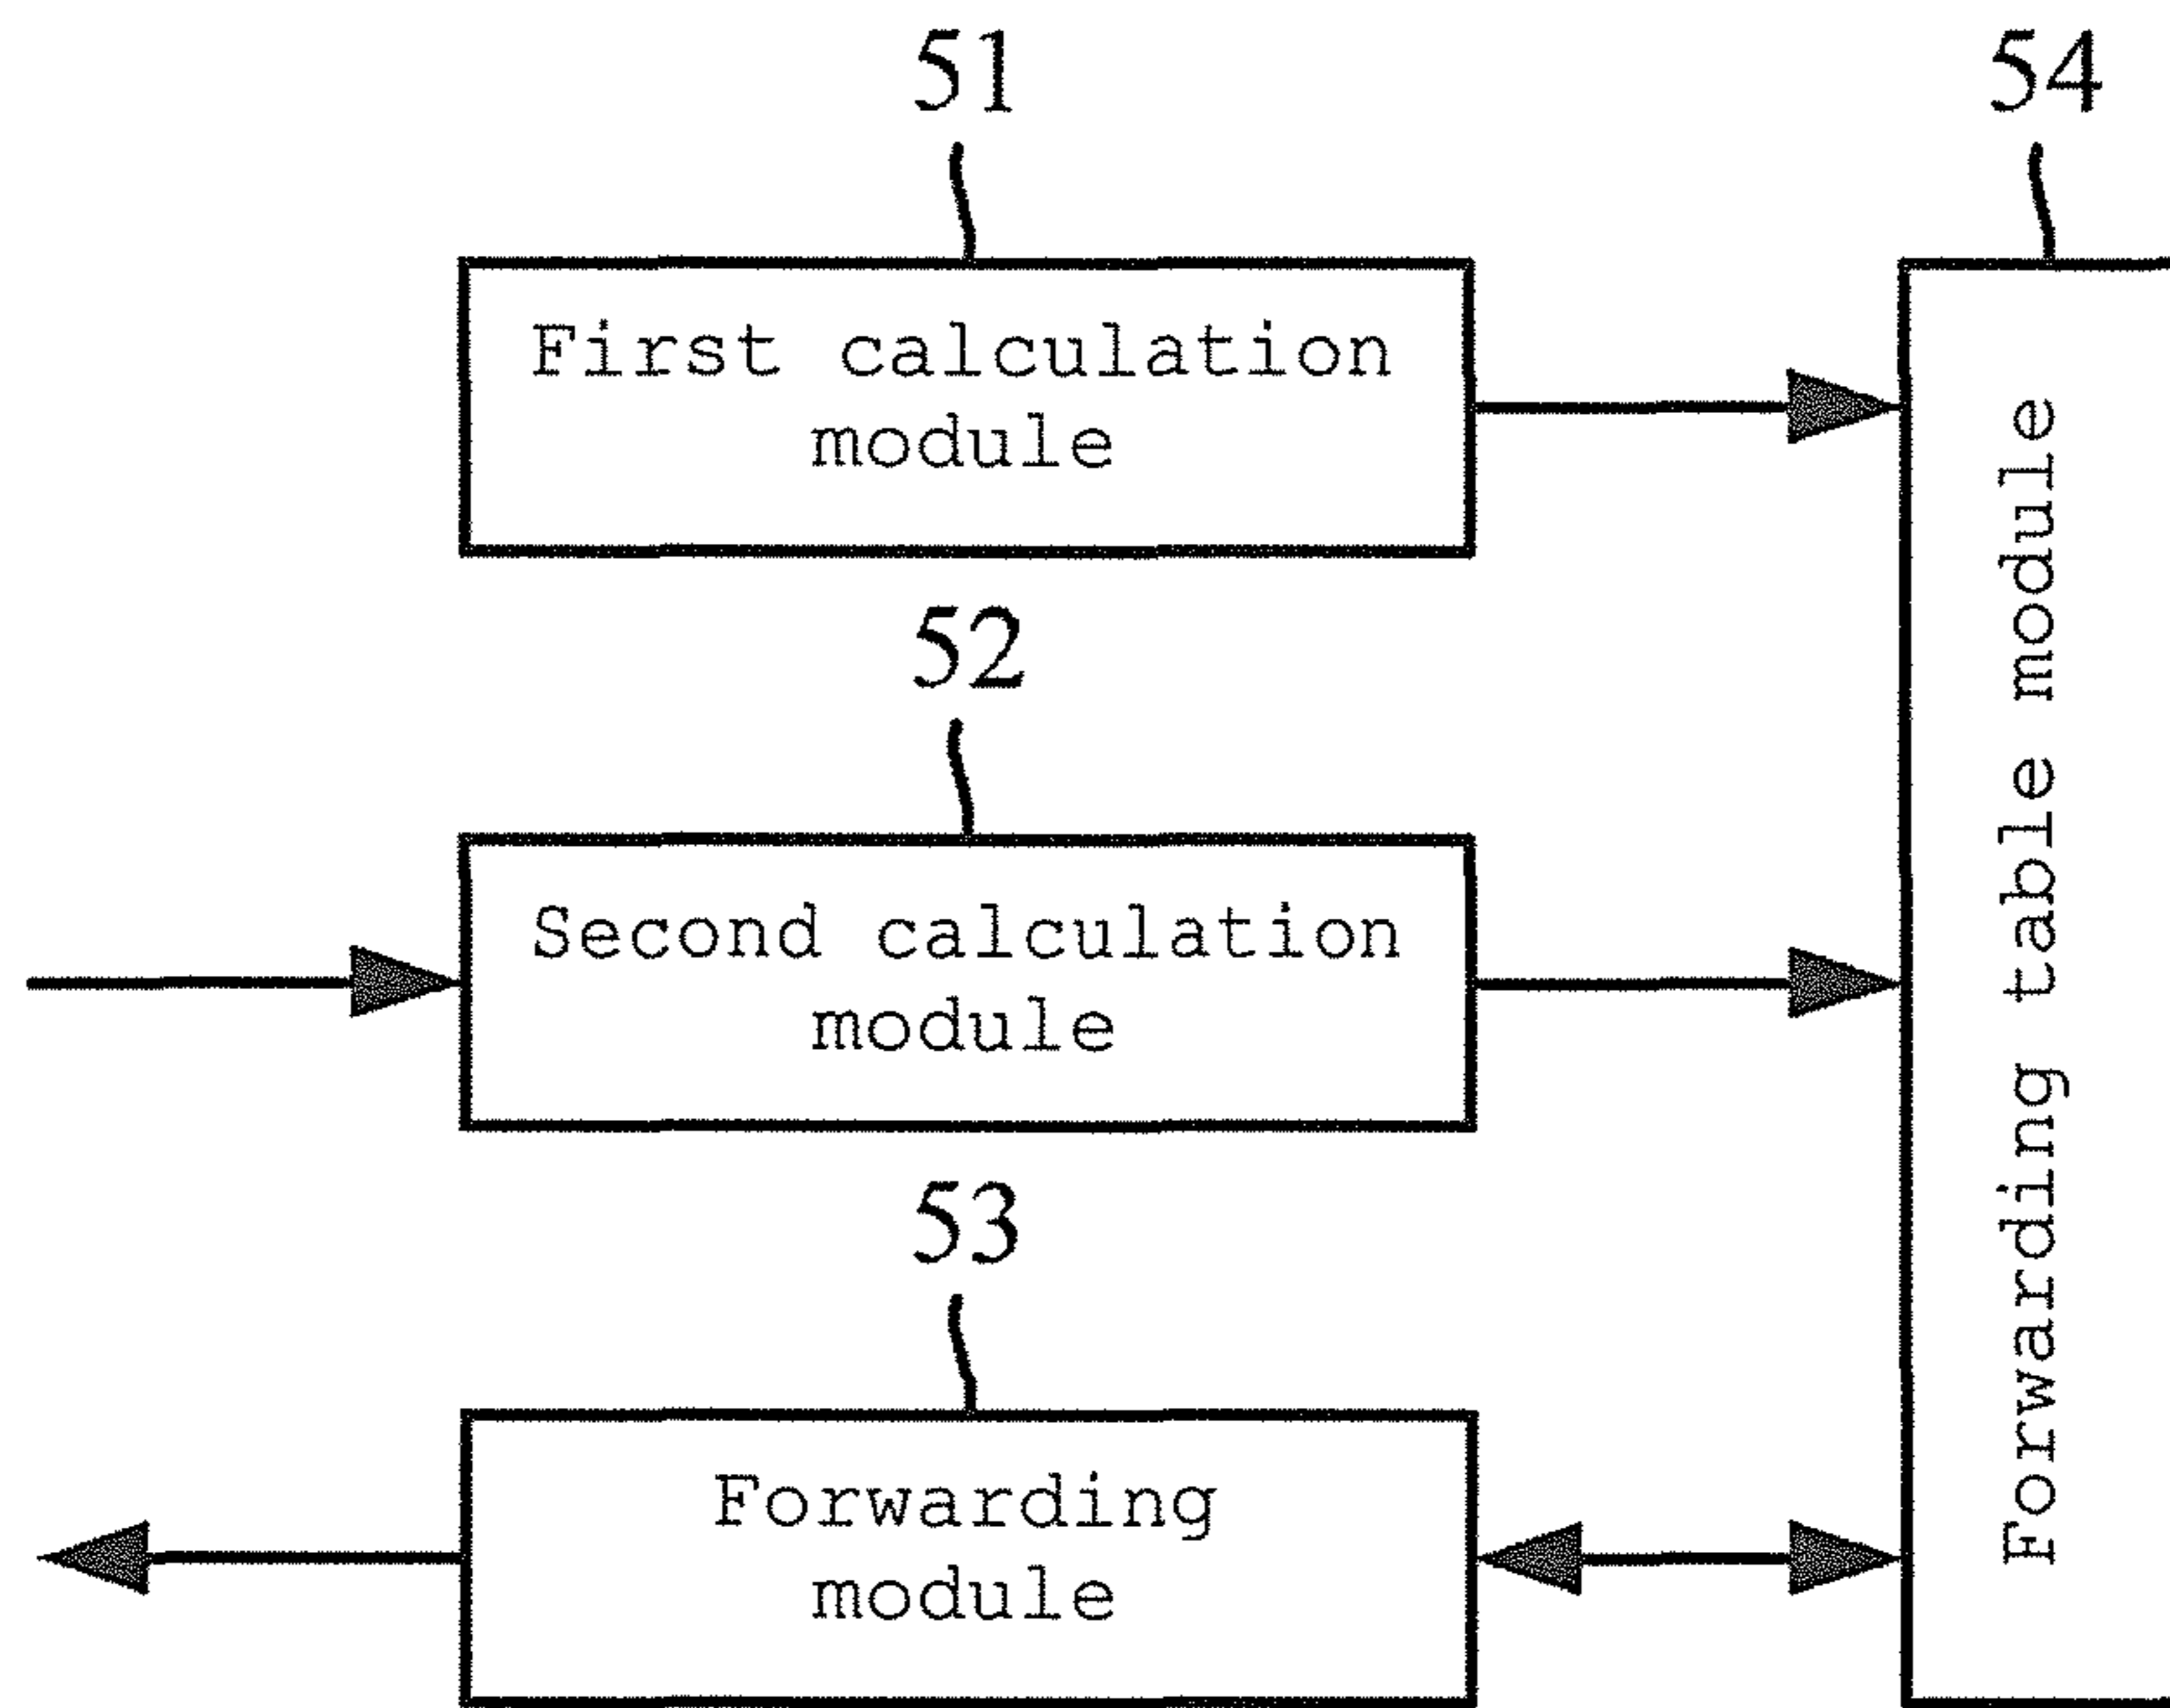 51
54
First calculation
module
52
Second calculation
module
53
Forwarding
module
Forwarding table module